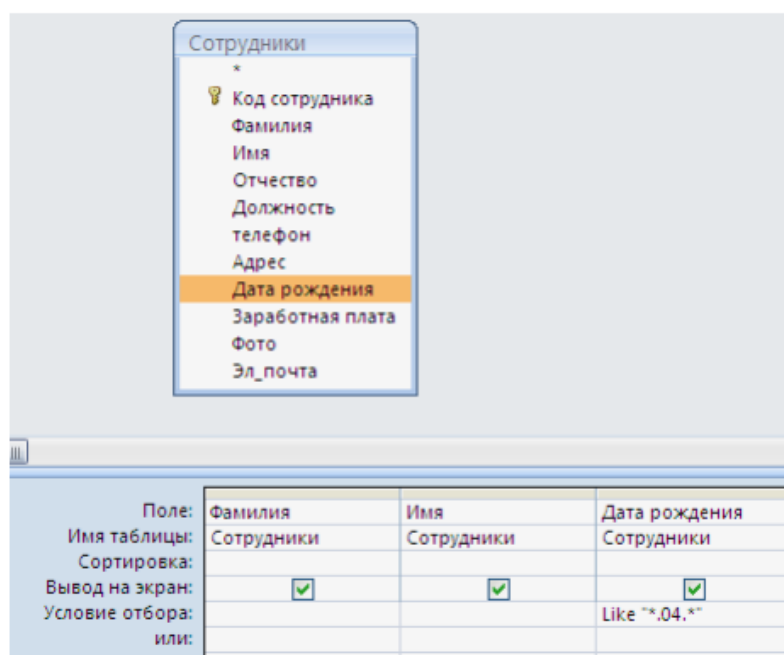 Сотрудники
*
Код сотрудника
Фамилия
Имя
Отчество
Должность
телефон
Адрес
Дата рождения
Заработная плата
Фото
Эл_почта
Поле: Фамилия Имя Дата рождения
Имя таблицы: Сотрудники Сотрудники Сотрудники
Сортировка:
Вывод на экран:
Условие отбора: Like "*.04.*"
или: